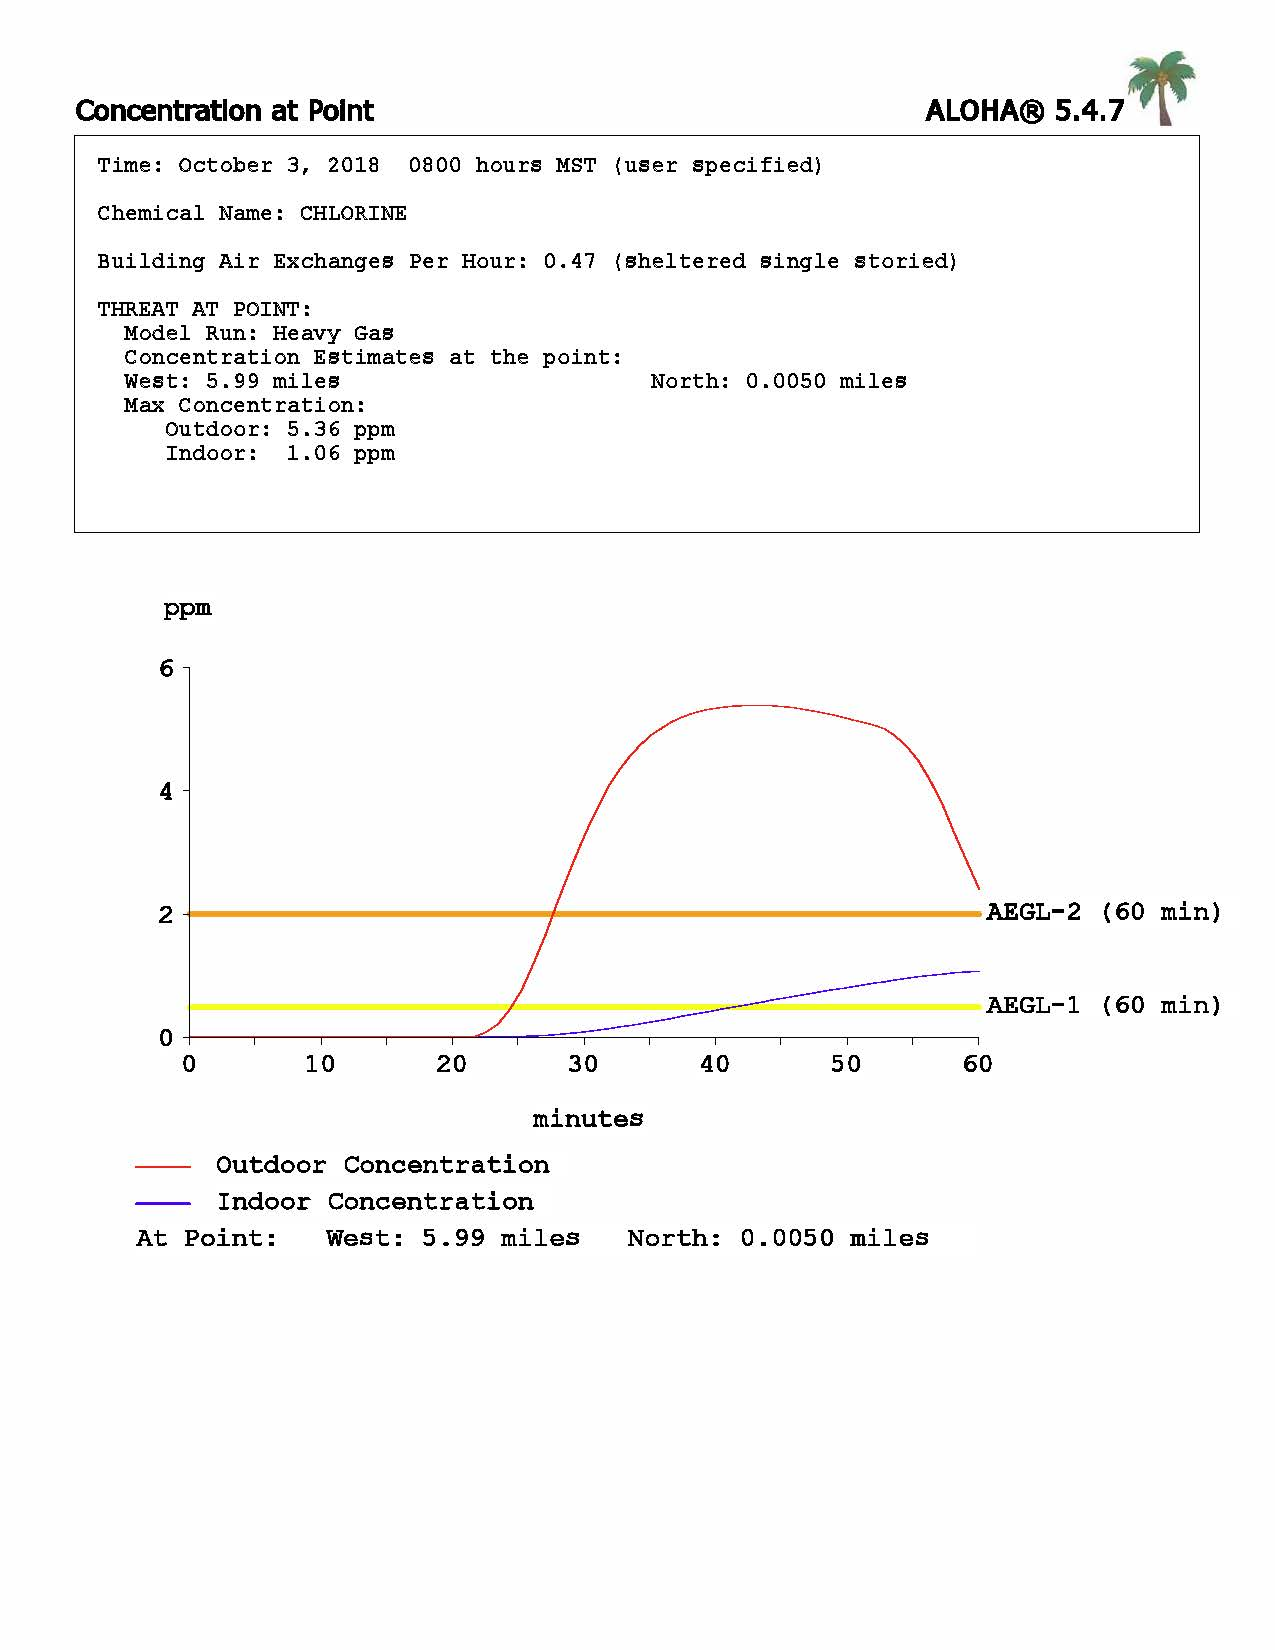 Concentration at Point ALOHA® 5.4.7
Time: October 3, 2018 0800 hours MST (user specified)
Chemical Name: CHLORINE
Building Air Exchanges Per Hour: 0.47 (sheltered single storied)
THREAT AT POINT:
Model Run: Heavy Gas
Concentration Estimates at the point:
West: 5.99 miles North: 0.0050 miles
Max Concentration:
Outdoor: 5.36 ppm
Indoor: 1.06 ppm
ppm
6
4
2
AEGL-2 (60 min)
AEGL-1 (60 min)
0
0 10 20 30 40 50 60
minutes
Outdoor Concentration
Indoor Concentration
At Point: West: 5.99 miles North: 0.0050 miles